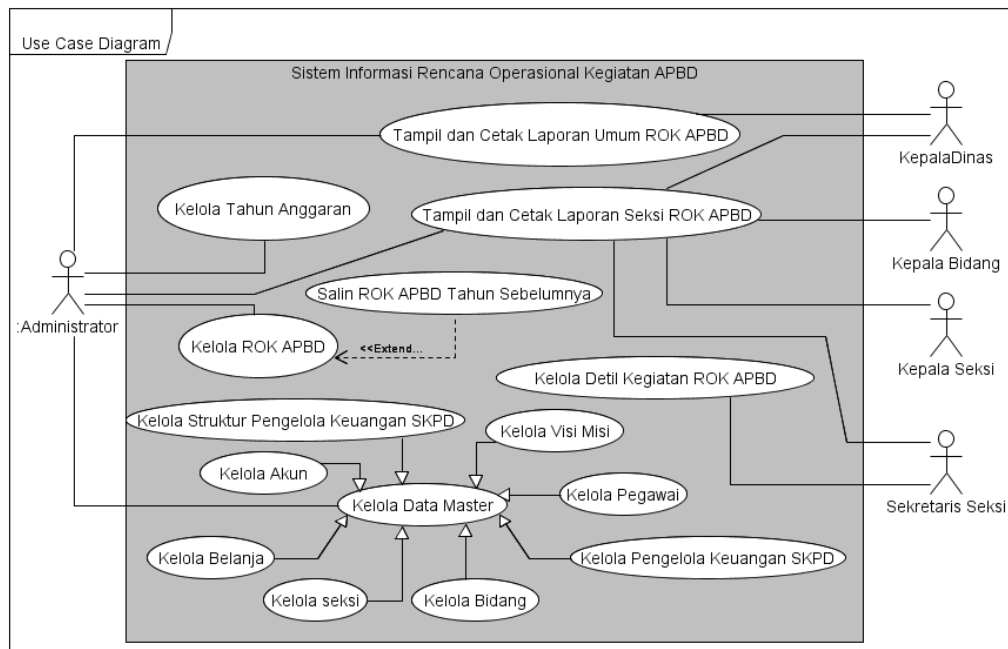 Use Case Diagram
Sistem Informasi Rencana Operasional Kegiatan APBD
Tampil dan Cetak Laporan Umum ROK APBD
KepalaDinas
Kelola Tahun Anggaran
Tampil dan Cetak Laporan Seksi ROK APBD
Kepala Bidang
Salin ROK APBD Tahun Sebelumnya
:Administrator
Kelola ROK APBD
<<Extend...
Kepala Seksi
Kelola Detil Kegiatan ROK APBD
Kelola Struktur Pengelola Keuangan SKPD
Kelola Visi Misi
Kelola Akun
Kelola Pegawai
Kelola Data Master
Sekretaris Seksi
Kelola Belanja
Kelola Pengelola Keuangan SKPD
Kelola seksi
Kelola Bidang